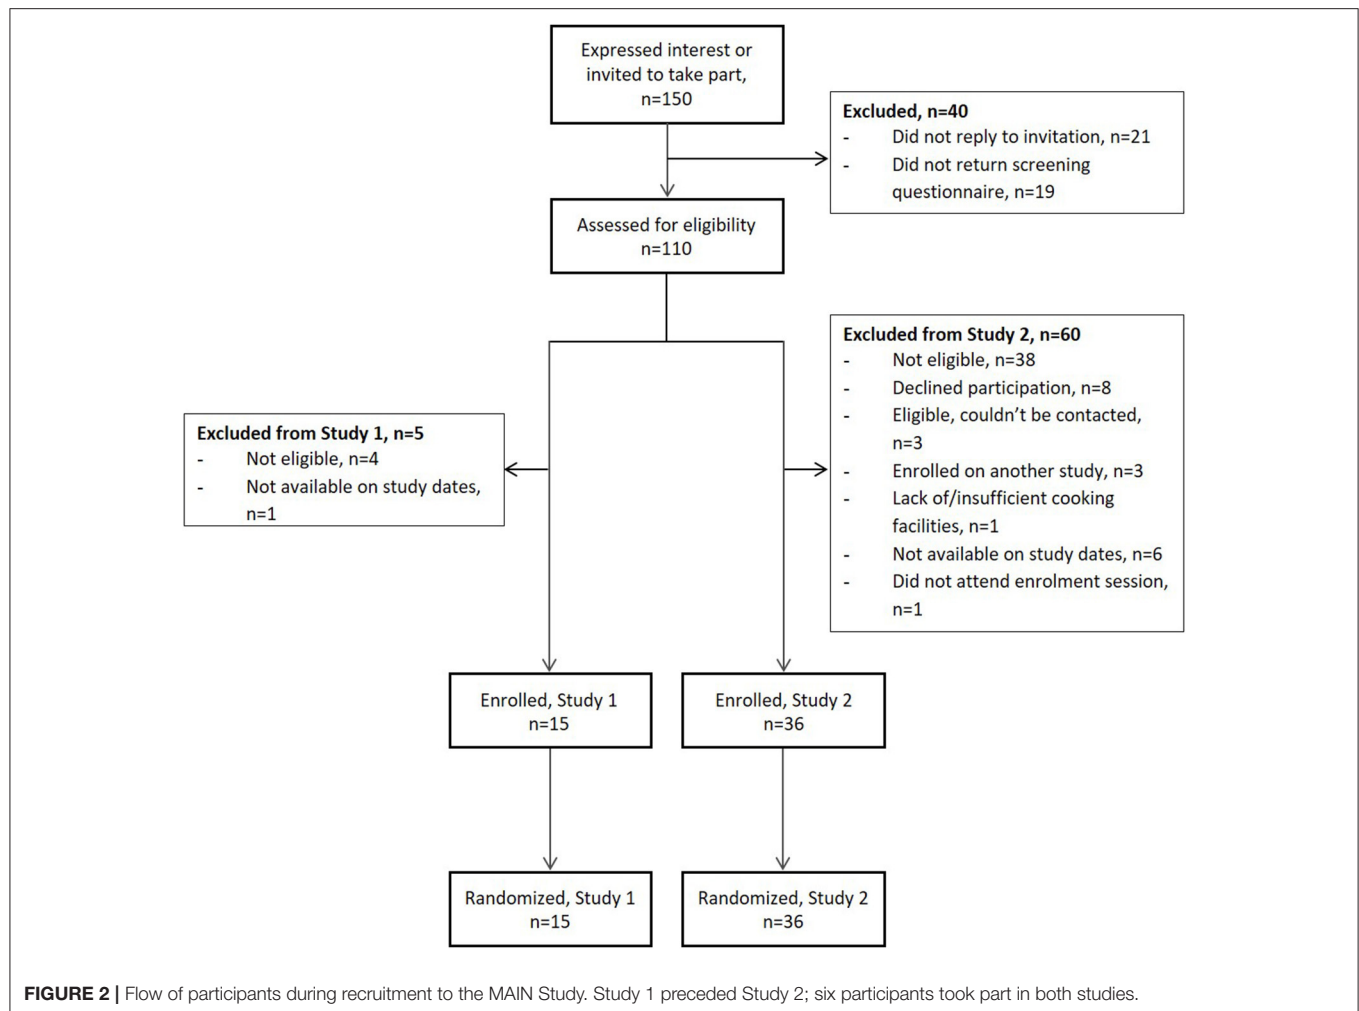 Expressed interest or
invited to take part,
n=150
Excluded, n=40
- Did not reply to invitation, n=21
- Did not return screening
questionnaire, n=19
Assessed for eligibility
n=110
Excluded from Study 2, n=60
- Not eligible, n=38
- Declined participation, n=8
- Eligible, couldn’t be contacted,
n=3
- Enrolled on another study, n=3
- Lack of/insufficient cooking
facilities, n=1
- Not available on study dates, n=6
- Did not attend enrolment session,
n=1
Excluded from Study 1, n=5
- Not eligible, n=4
- Not available on study dates,
n=1
Enrolled, Study 1
n=15
Enrolled, Study 2
n=36
Randomized, Study 1
n=15
Randomized, Study 2
n=36
FIGURE 2 | Flow of participants during recruitment to the MAIN Study. Study 1 preceded Study 2; six participants took part in both studies.